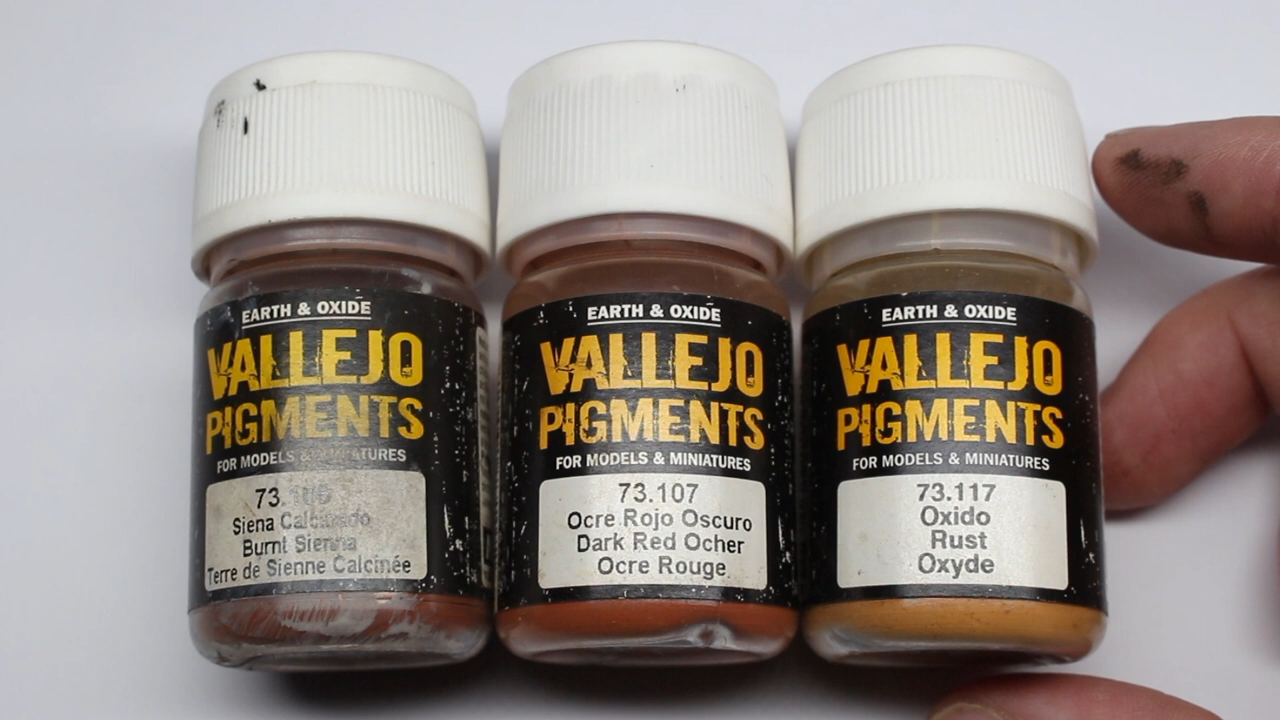 EARTH & OXIDE
VALLEJO
PIGMENTS
FOR MODELS & MINIATURES
Siena Calcinado
Burnt Sienna
Terre de Sienne Calcinée
EARTH & OXIDE
VALLEJO
PIGMENTS
FOR MODELS & MINIATURES
73.107
Ocre Rojo Oscuro
Dark Red Ocher
Ocre Rouge
EARTH & OXIDE
VALLEJO
PIGMENTS
FOR MODELS & MINIATURES
73.117
Oxido
Rust
Oxyde